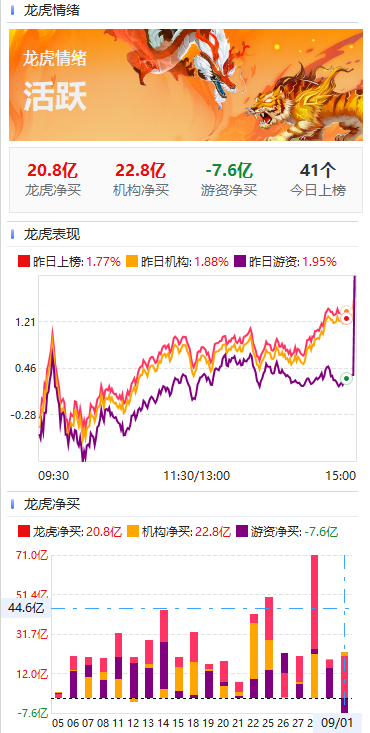 龙虎情绪
龙虎情绪
活跃
20.8亿 22.8亿 -7.6亿 41个
龙虎净买 机构净买 游资净买 今日上榜
龙虎表现
昨日上榜: 1.77% 昨日机构: 1.88% 昨日游资: 1.95%
1.21
0.46
-0.28
09:30 11:30/13:00 15:00
龙虎净买
龙虎净买: 20.8亿 机构净买: 22.8亿 游资净买: -7.6亿
71.0亿
51.4亿
44.6亿
31.7亿
12.0亿
-7.6亿
05 06 07 08 11 12 13 14 15 18 19 20 21 22 25 26 27 2 09/01